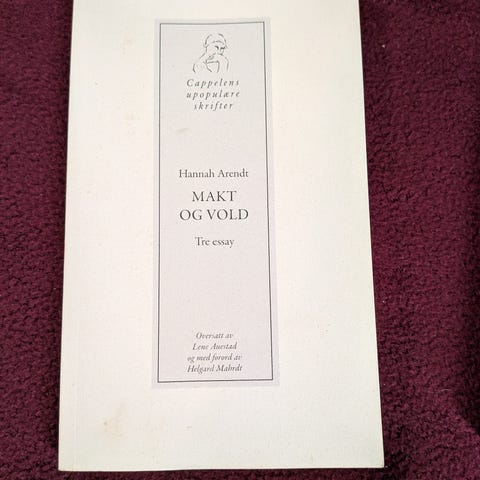 Cappelens
upopulære
skrifter
Hannah Arendt
MAKT
OG VOLD
Tre essay
Oversatt av
Lene Auestad
og med forord av
Helgard Mahrdt